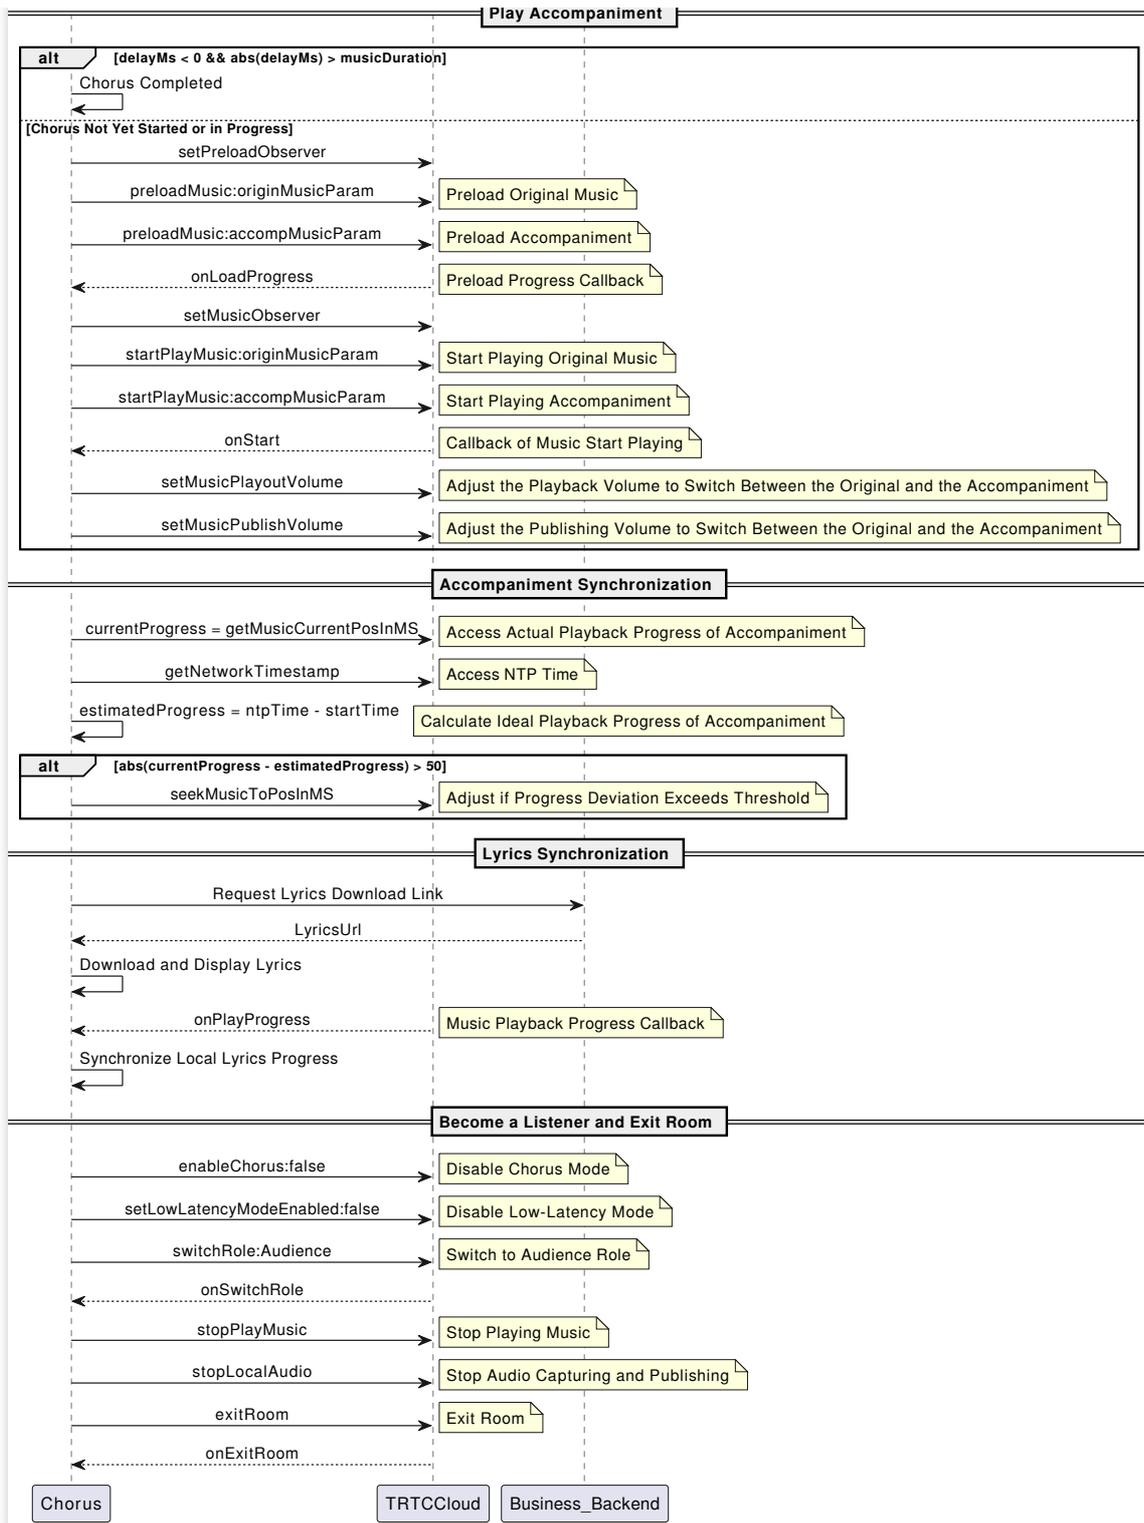 Play Accompaniment
alt [delayMs < 0 && abs(delayMs) > musicDuration]
Chorus Completed
[Chorus Not Yet Started or in Progress]
setPreloadObserver
preloadMusic:originMusicParam Preload Original Music
preloadMusic:accompMusicParam Preload Accompaniment
onLoadProgress Preload Progress Callback
setMusicObserver
startPlayMusic:originMusicParam Start Playing Original Music
startPlayMusic:accompMusicParam Start Playing Accompaniment
onStart Callback of Music Start Playing
setMusicPlayoutVolume Adjust the Playback Volume to Switch Between the Original and the Accompaniment
setMusicPublishVolume Adjust the Publishing Volume to Switch Between the Original and the Accompaniment
Accompaniment Synchronization
currentProgress = getMusicCurrentPosInMS Access Actual Playback Progress of Accompaniment
getNetworkTimestamp Access NTP Time
estimatedProgress = ntpTime - startTime Calculate Ideal Playback Progress of Accompaniment
alt [abs(currentProgress - estimatedProgress) > 50]
seekMusicToPosInMS Adjust if Progress Deviation Exceeds Threshold
Lyrics Synchronization
Request Lyrics Download Link
LyricsUrl
Download and Display Lyrics
onPlayProgress Music Playback Progress Callback
Synchronize Local Lyrics Progress
Become a Listener and Exit Room
enableChorus:false Disable Chorus Mode
setLowLatencyModeEnabled:false Disable Low-Latency Mode
switchRole:Audience Switch to Audience Role
onSwitchRole
stopPlayMusic Stop Playing Music
stopLocalAudio Stop Audio Capturing and Publishing
exitRoom Exit Room
onExitRoom
Chorus TRTCCloud Business_Backend